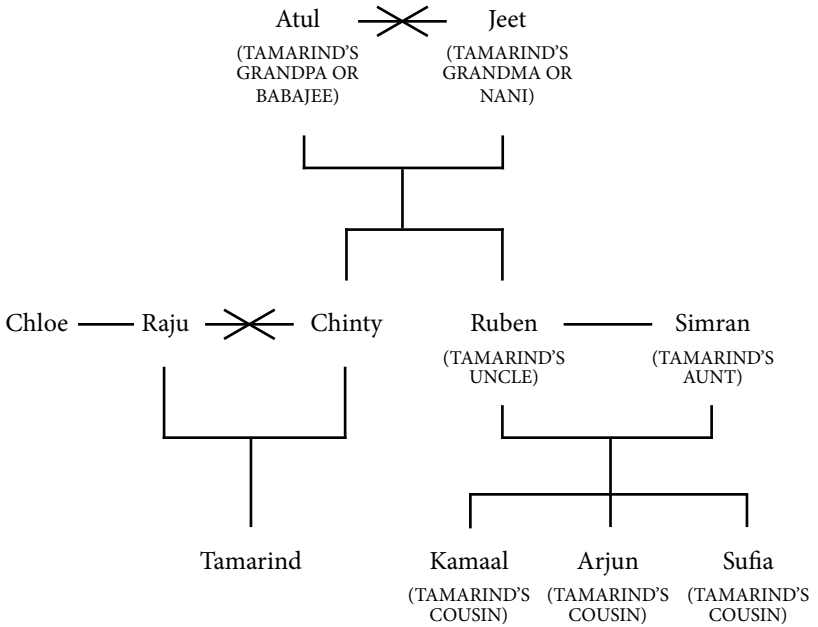 Atul Jeet
(TAMARIND'S GRANDPA OR BABAJEE)
(TAMARIND'S GRANDMA OR NANI)
Chloe Raju Chinty Ruben Simran
(TAMARIND'S UNCLE)
(TAMARIND'S AUNT)
Tamarind Kamaal Arjun Sufia
(TAMARIND'S COUSIN)
(TAMARIND'S COUSIN)
(TAMARIND'S COUSIN)